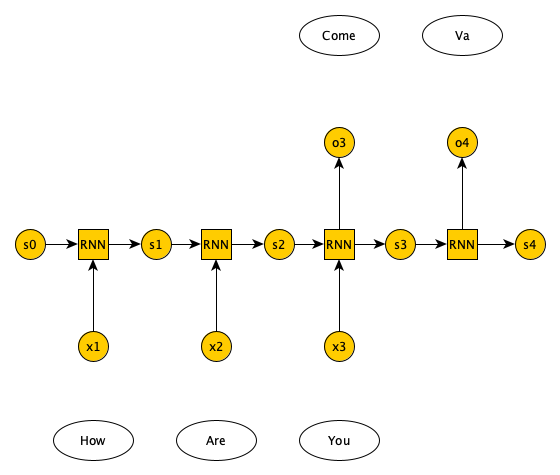 Come Va
o3 o4
s0 RNN s1 RNN s2 RNN s3 RNN s4
x1 x2 x3
How Are You